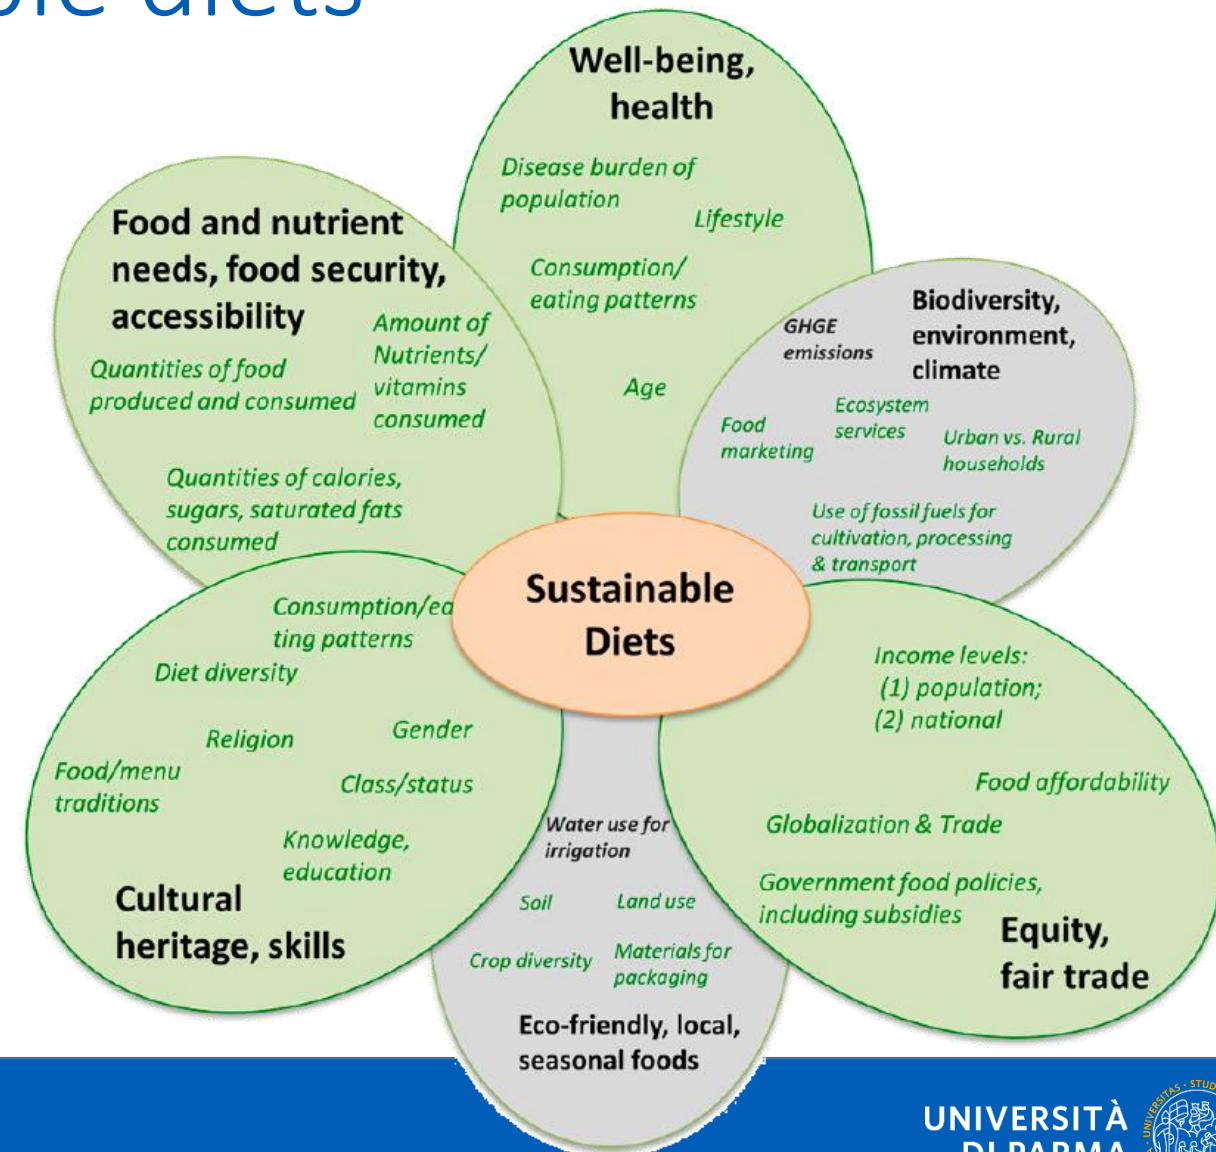 diets
Well-being,
health
Disease burden of
population
Lifestyle
Consumption/
eating patterns
Age
Food and nutrient
needs, food security,
accessibility
Amount of
Nutrients/
vitamins
consumed
Quantities of food
produced and consumed
Quantities of calories,
sugars, saturated fats
consumed
Biodiversity,
environment,
climate
GHGE
emissions
Ecosystem
services
Food
marketing
Urban vs. Rural
households
Use of fossil fuels for
cultivation, processing
& transport
Sustainable
Diets
Consumption/ea
ting patterns
Diet diversity
Religion
Gender
Food/menu
traditions
Class/status
Knowledge,
education
Cultural
heritage, skills
Income levels:
(1) population;
(2) national
Food affordability
Globalization & Trade
Government food policies,
including subsidies
Equity,
fair trade
Water use for
irrigation
Soil
Land use
Crop diversity
Materials for
packaging
Eco-friendly, local,
seasonal foods
UNIVERSITÀ
DI PARMA